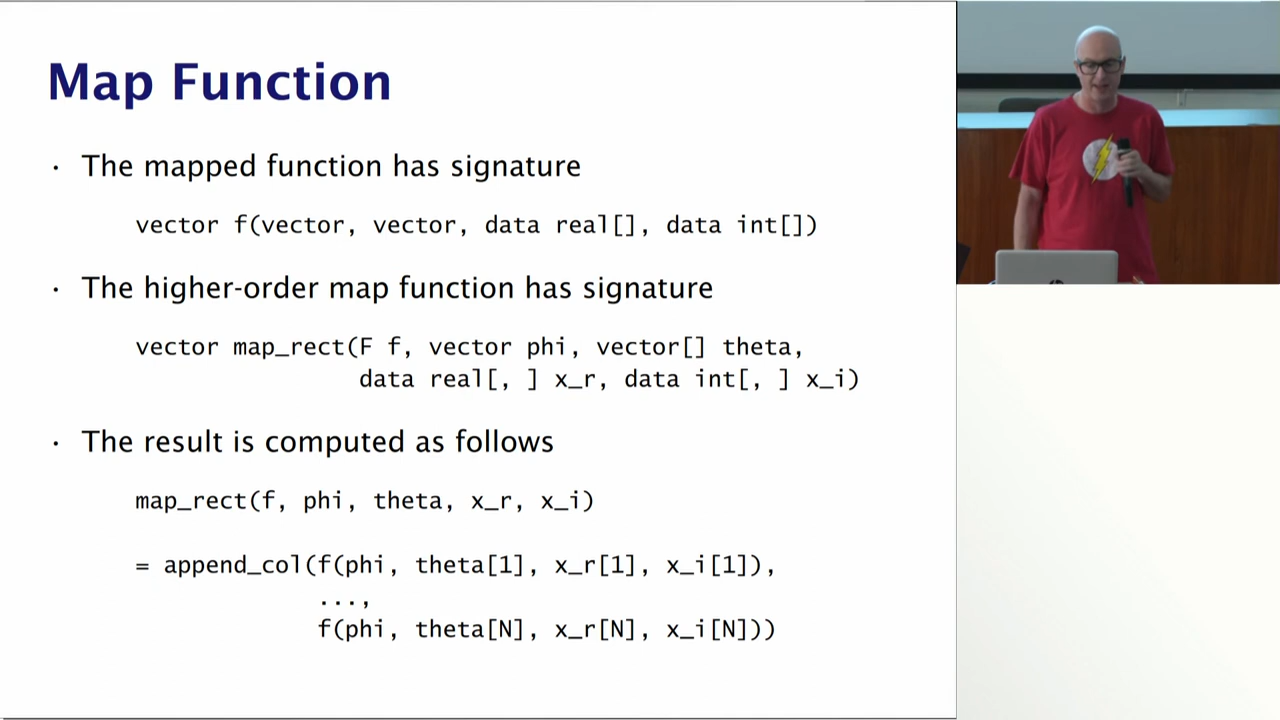 Map Function
· The mapped function has signature
vector f(vector, vector, data real[], data int[])
· The higher-order map function has signature
vector map_rect(F f, vector phi, vector[] theta,
data real[, ] x_r, data int[, ] x_i)
· The result is computed as follows
map_rect(f, phi, theta, x_r, x_i)
= append_col(f(phi, theta[1], x_r[1], x_i[1]),
...,
f(phi, theta[N], x_r[N], x_i[N]))